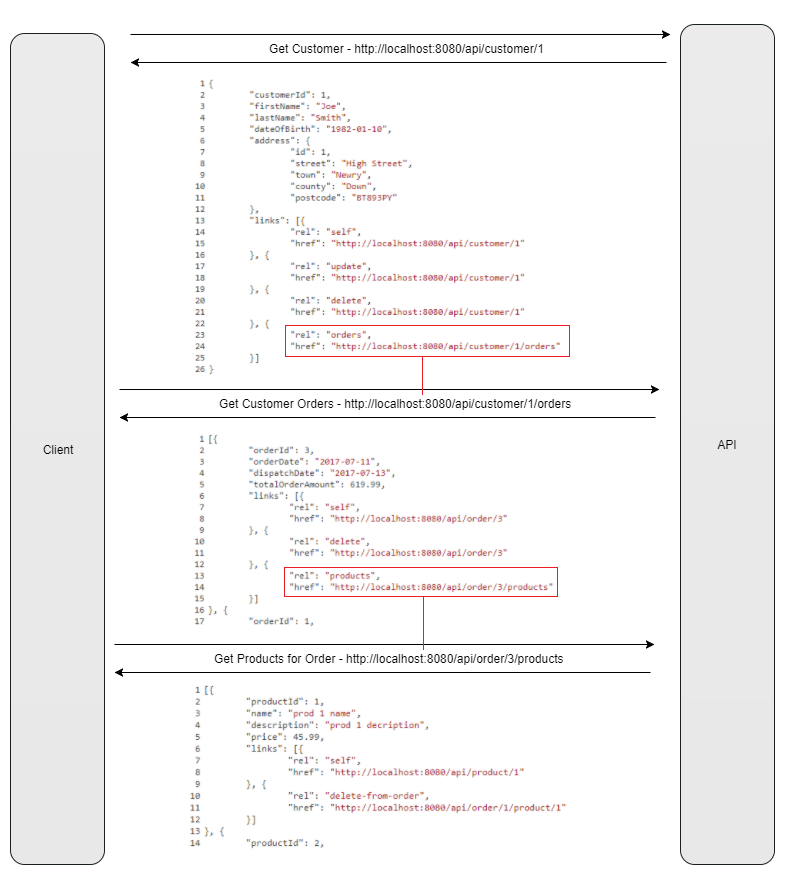 Get Customer - http://localhost:8080/api/customer/1
1 {
2 "customerId": 1,
3 "firstName": "Joe",
4 "lastName": "Smith",
5 "dateOfBirth": "1982-01-10",
6 "address": {
7 "id": 1,
8 "street": "High Street",
9 "town": "Newry",
10 "county": "Down",
11 "postcode": "BT893PY"
12 },
13 "links": [{
14 "rel": "self",
15 "href": "http://localhost:8080/api/customer/1"
16 }, {
17 "rel": "update",
18 "href": "http://localhost:8080/api/customer/1"
19 }, {
20 "rel": "delete",
21 "href": "http://localhost:8080/api/customer/1"
22 }, {
23 "rel": "orders",
24 "href": "http://localhost:8080/api/customer/1/orders"
25 }]
26 }
Get Customer Orders - http://localhost:8080/api/customer/1/orders
Client
API
1 [{
2 "orderId": 3,
3 "orderDate": "2017-07-11",
4 "dispatchDate": "2017-07-13",
5 "totalOrderAmount": 619.99,
6 "links": [{
7 "rel": "self",
8 "href": "http://localhost:8080/api/order/3"
9 }, {
10 "rel": "delete",
11 "href": "http://localhost:8080/api/order/3"
12 }, {
13 "rel": "products",
14 "href": "http://localhost:8080/api/order/3/products"
15 }]
16 }, {
17 "orderId": 1,
Get Products for Order - http://localhost:8080/api/order/3/products
1 [{
2 "productId": 1,
3 "name": "prod 1 name",
4 "description": "prod 1 decription",
5 "price": 45.99,
6 "links": [{
7 "rel": "self",
8 "href": "http://localhost:8080/api/product/1"
9 }, {
10 "rel": "delete-from-order",
11 "href": "http://localhost:8080/api/order/1/product/1"
12 }]
13 }, {
14 "productId": 2,